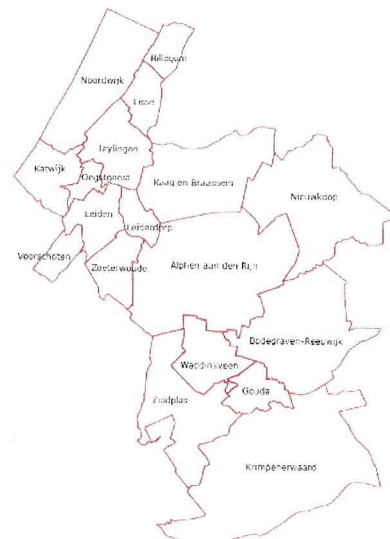 Hillegom
Noordwijk
Lisse
Teylingen
Katwijk
Oegstgeest
Kaag en Braassem
Nieuwkoop
Leiden
Leiderdorp
Voorschoten
Zoeterwoude
Alphen aan den Rijn
Bodegraven-Reeuwijk
Waddinxveen
Gouda
Zuidplas
Krimpenerwaard